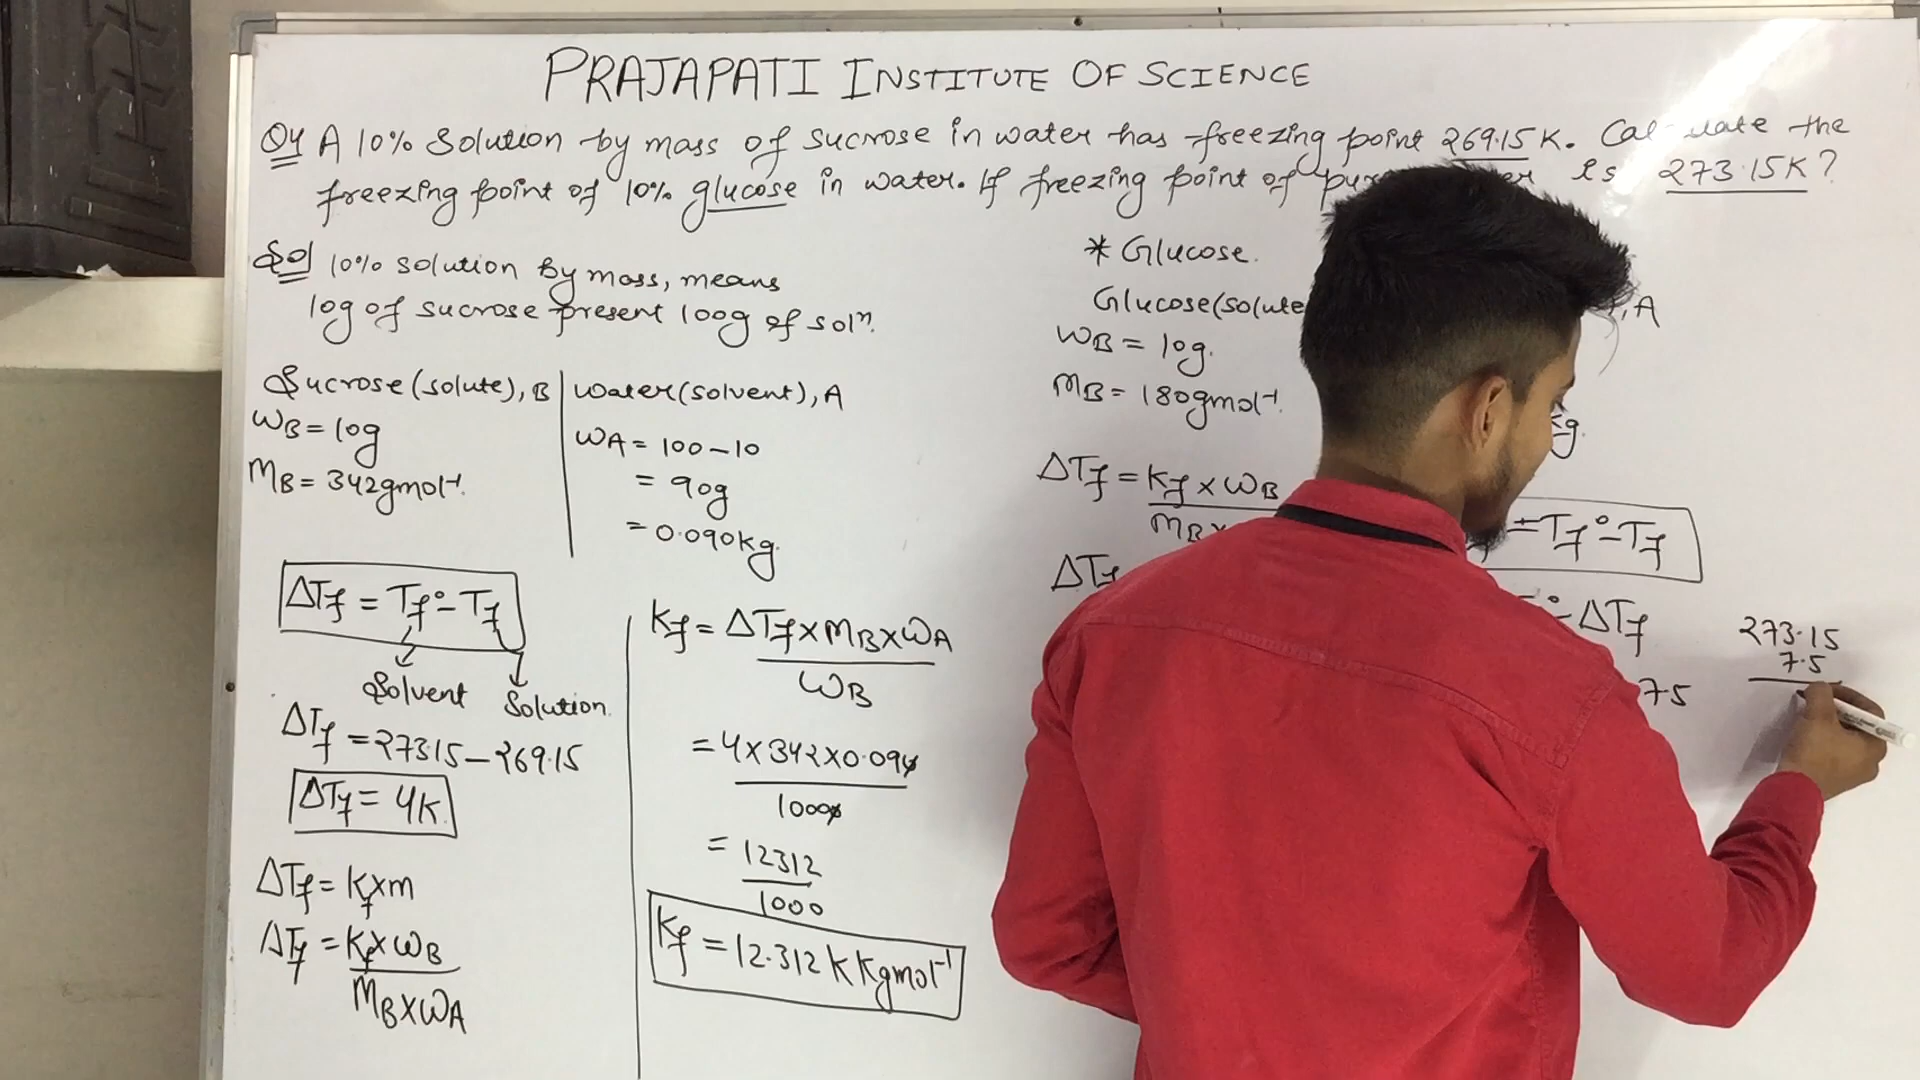 PRAJAPATI INSTITUTE OF SCIENCE
Q4 A 10% Solution by mass of sucrose in water has freezing point 269.15 K. the
freezing point of 10% glucose in water. If freezing point of is 273.15K?
Sol 10% solution By mass, means
10g of sucrose present 100g of solⁿ.
Sucrose (solute), B | water (solvent), A
WB = 10g
MB = 342gmol⁻¹.
WA = 100 - 10
= 90g
= 0.090Kg.
ΔTf = Tf° - Tf
Solvent Solution.
ΔTf = 273.15 - 269.15
ΔTf = 4K.
ΔTf = Kf x m
ΔTf = Kf x WB
MB x WA
Kf = ΔTf x MB x WA
WB
= 4 x 342 x 0.090
10000
= 12312
1000
Kf = 12.312 K Kgmol⁻¹
* Glucose.
Glucose (solute , A
WB = 10g.
MB = 180gmol⁻¹.
Kg.
ΔTf = Kf x WB
MB x
ΔTf
= Tf° - Tf
° - ΔTf
7.5
273.15
7.5